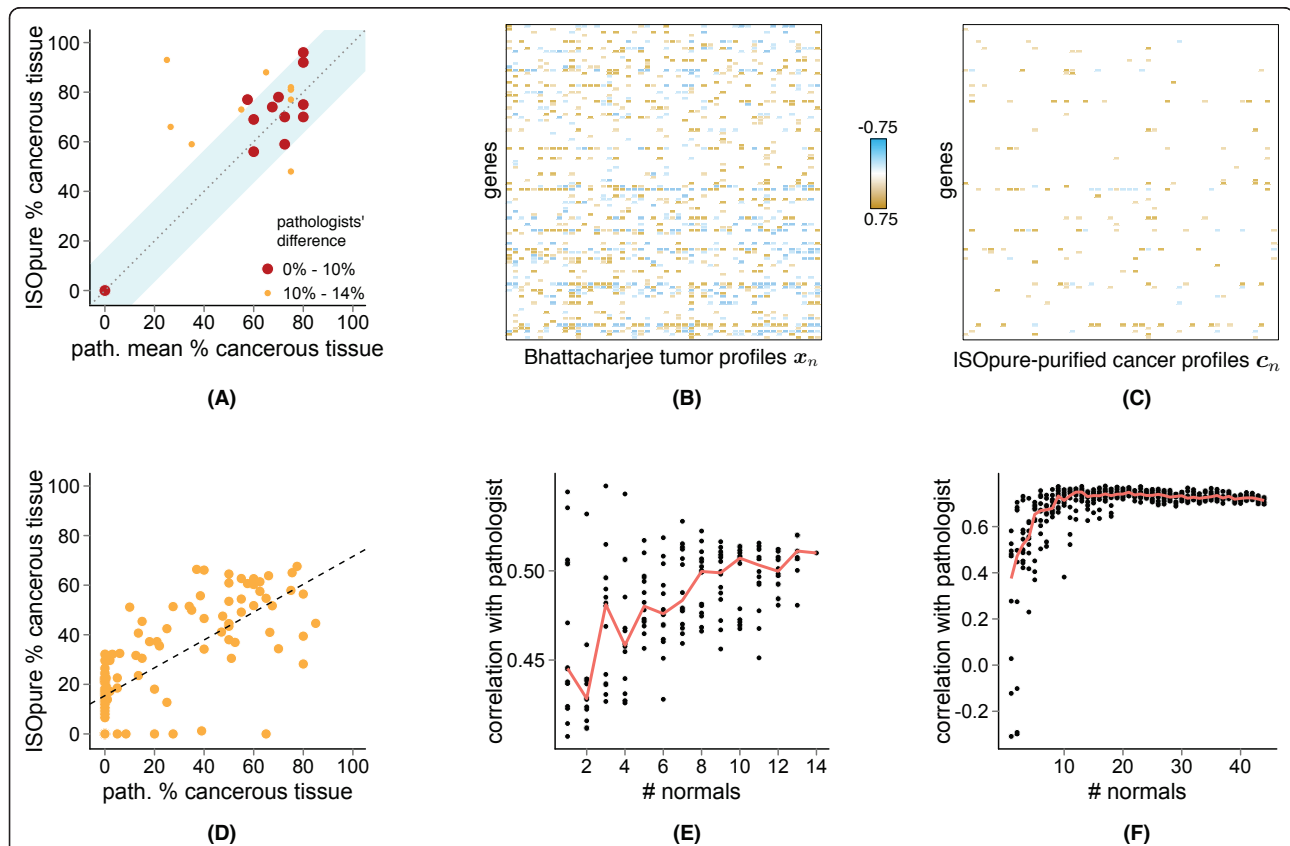 ISOpure % cancerous tissue
100
80
60
40
20
0
0 20 40 60 80 100
path. mean % cancerous tissue
pathologists'
difference
0% - 10%
10% - 14%
(A)
genes
Bhattacharjee tumor profiles xₙ
(B)
-0.75
0.75
genes
ISOpure-purified cancer profiles cₙ
(C)
ISOpure % cancerous tissue
100
80
60
40
20
0
0 20 40 60 80 100
path. % cancerous tissue
(D)
correlation with pathologist
0.50
0.45
2 4 6 8 10 12 14
# normals
(E)
correlation with pathologist
0.6
0.4
0.2
0.0
-0.2
10 20 30 40
# normals
(F)